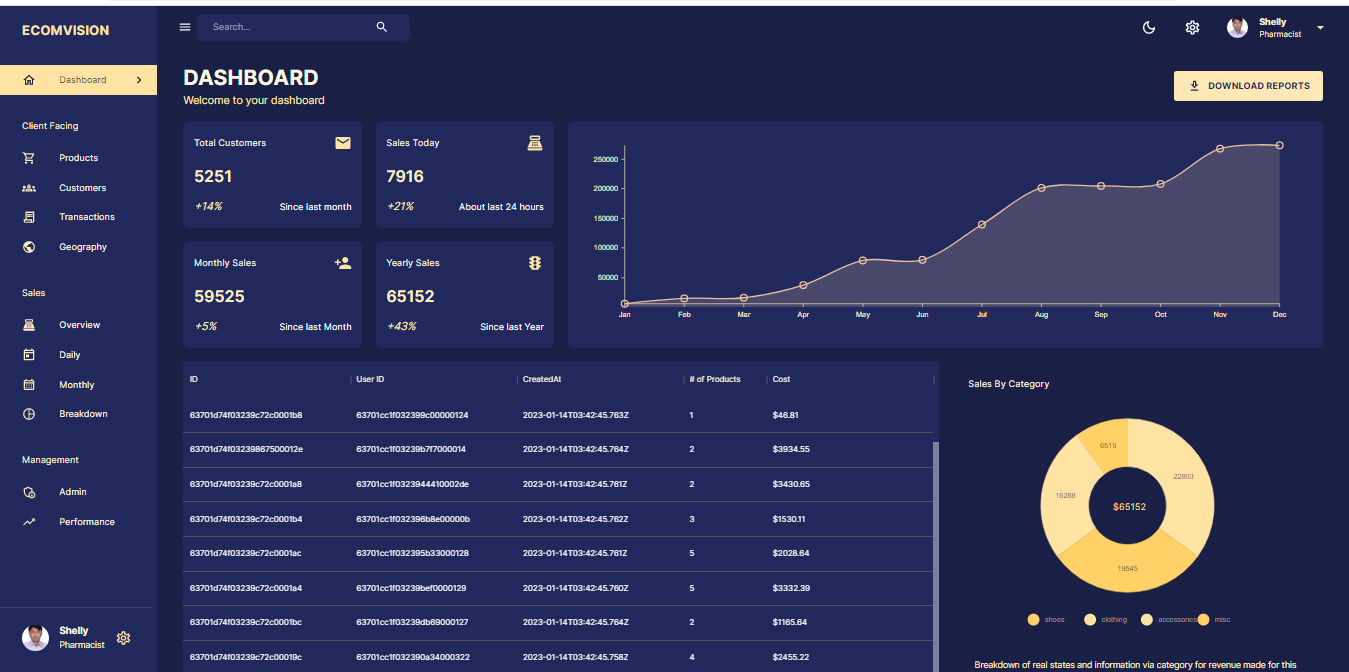 ECOMVISION
Search...
Shelly
Pharmacist
Dashboard
Client Facing
Products
Customers
Transactions
Geography
Sales
Overview
Daily
Monthly
Breakdown
Management
Admin
Performance
Shelly
Pharmacist
DASHBOARD
Welcome to your dashboard
DOWNLOAD REPORTS
Total Customers
5251
+14% Since last month
Sales Today
7916
+21% About last 24 hours
Monthly Sales
59525
+5% Since last Month
Yearly Sales
65152
+43% Since last Year
250000
200000
150000
100000
50000
Jan Feb Mar Apr May Jun Jul Aug Sep Oct Nov Dec
ID User ID CreatedAt # of Products Cost
63701d74f03239c72c0001b8 63701cc1f032399c00000124 2023-01-14T03:42:45.763Z 1 $46.81
63701d74f03239867500012e 63701cc1f03239b7f7000014 2023-01-14T03:42:45.764Z 2 $3934.55
63701d74f03239c72c0001a8 63701cc1f0323944410002de 2023-01-14T03:42:45.761Z 2 $3430.65
63701d74f03239c72c0001b4 63701cc1f032396b8e00000b 2023-01-14T03:42:45.762Z 3 $1530.11
63701d74f03239c72c0001ac 63701cc1f032395b33000128 2023-01-14T03:42:45.761Z 5 $2028.64
63701d74f03239c72c0001a4 63701cc1f03239bef0000129 2023-01-14T03:42:45.760Z 5 $3332.39
63701d74f03239c72c0001bc 63701cc1f03239db69000127 2023-01-14T03:42:45.764Z 2 $1165.64
63701d74f03239c72c00019c 63701cc1f032390a34000322 2023-01-14T03:42:45.758Z 4 $2455.22
Sales By Category
6515
22803
16288
$65152
19545
shoes clothing accessories misc
Breakdown of real states and information via category for revenue made for this